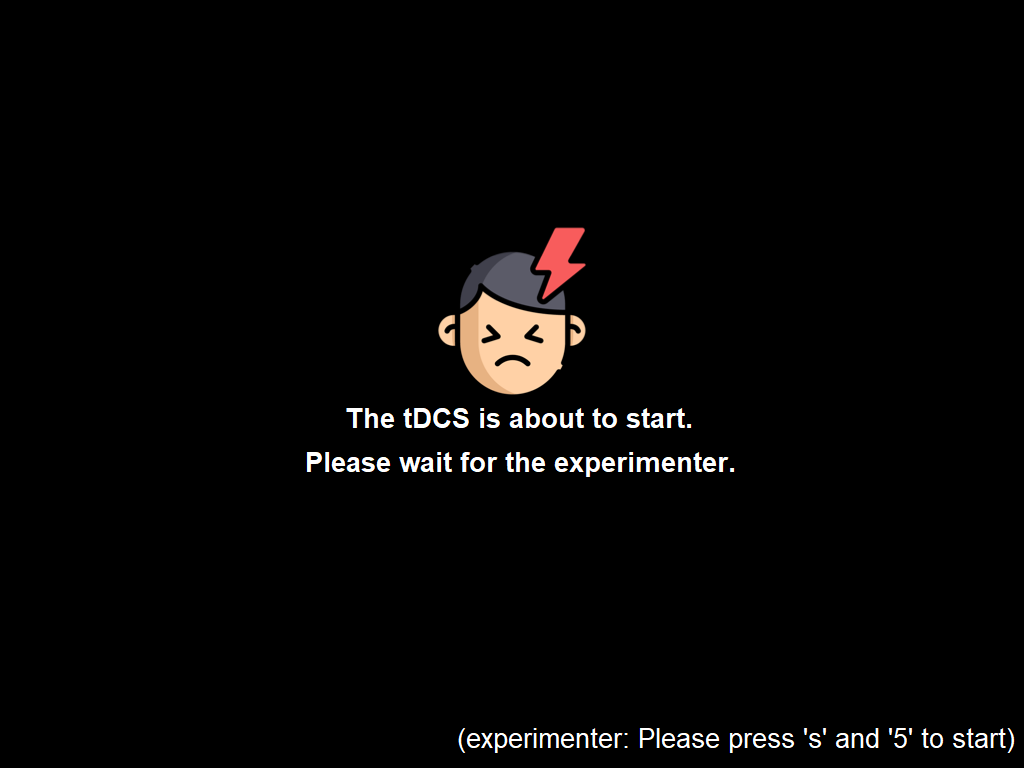 The tDCS is about to start.
Please wait for the experimenter.
(experimenter: Please press 's' and '5' to start)